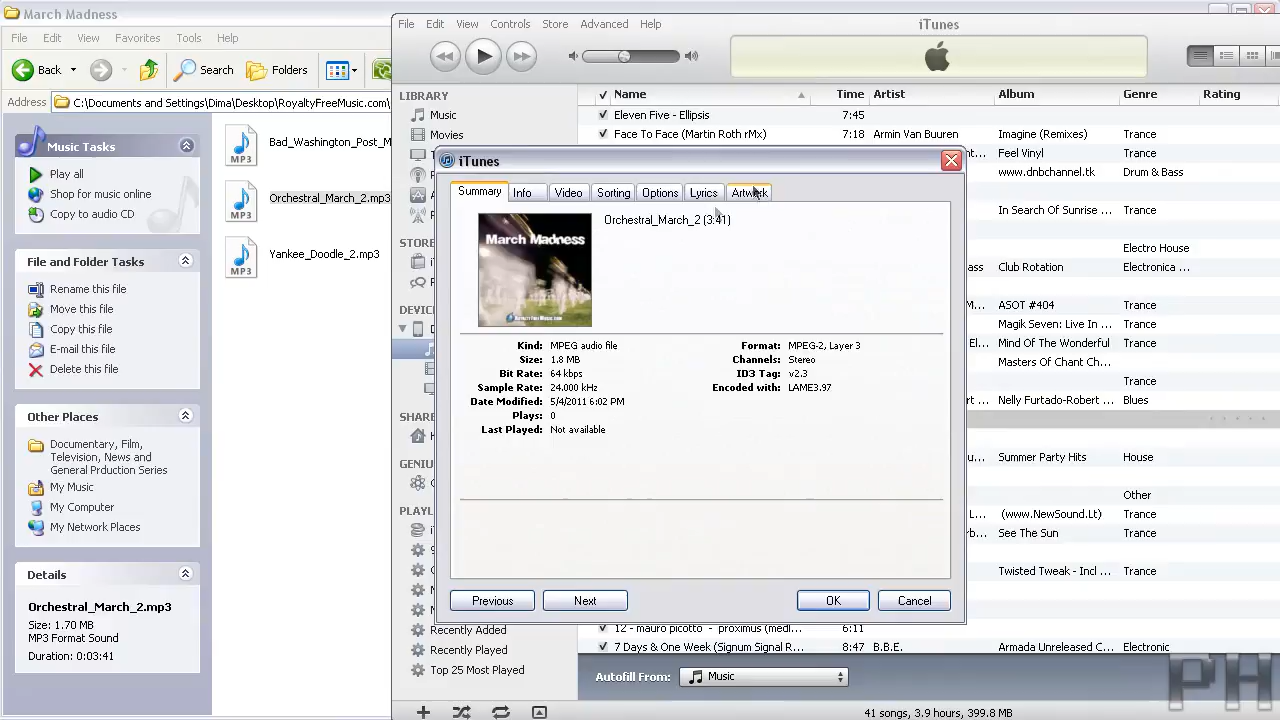 March Madness
File Edit View Favorites Tools Help
Back Search Folders
Address C:\Documents and Settings\Dima\Desktop\RoyaltyFreeMusic.com\
Music Tasks
Play all
Shop for music online
Copy to audio CD
File and Folder Tasks
Rename this file
Move this file
Copy this file
E-mail this file
Delete this file
Other Places
Documentary, Film,
Television, News and
General Prduction Series
My Music
My Computer
My Network Places
Details
Orchestral_March_2.mp3
Size: 1.70 MB
MP3 Format Sound
Duration: 0:03:41
MP3 Bad_Washington_Post_M
MP3 Orchestral_March_2.mp3
MP3 Yankee_Doodle_2.mp3
File Edit View Controls Store Advanced Help
iTunes
LIBRARY
Music
Movies
STORE
DEVIC
SHARE
GENIU
PLAYL
Recently Added
Recently Played
Top 25 Most Played
Name Time Artist Album Genre Rating
Eleven Five - Ellipsis 7:45
Face To Face (Martin Roth rMx) 7:18 Armin Van Buuren Imagine (Remixes) Trance
Feel Vinyl Trance
www.dnbchannel.tk Drum & Bass
In Search Of Sunrise ... Trance
Electro House
Club Rotation Electronica ...
ASOT #404 Trance
Magik Seven: Live In ... Trance
Mind Of The Wonderful Trance
Masters Of Chant Ch...
Trance
Nelly Furtado-Robert ... Blues
Summer Party Hits House
Other
(www.NewSound.Lt) Trance
See The Sun Trance
Twisted Tweak - Incl ... Trance
12 - mauro picotto - proximus (medl... 6:11
7 Days & One Week (Signum Signal R... 8:47 B.B.E. Armada Unreleased C... Electronic
iTunes
Summary Info Video Sorting Options Lyrics Artwork
March Madness
RoyaltyFreeMusic.com
Orchestral_March_2 (3:41)
Kind: MPEG audio file
Size: 1.8 MB
Bit Rate: 64 kbps
Sample Rate: 24.000 kHz
Date Modified: 5/4/2011 6:02 PM
Plays: 0
Last Played: Not available
Format: MPEG-2, Layer 3
Channels: Stereo
ID3 Tag: v2.3
Encoded with: LAME3.97
Previous Next OK Cancel
Autofill From: Music
41 songs, 3.9 hours, 399.8 MB
PH